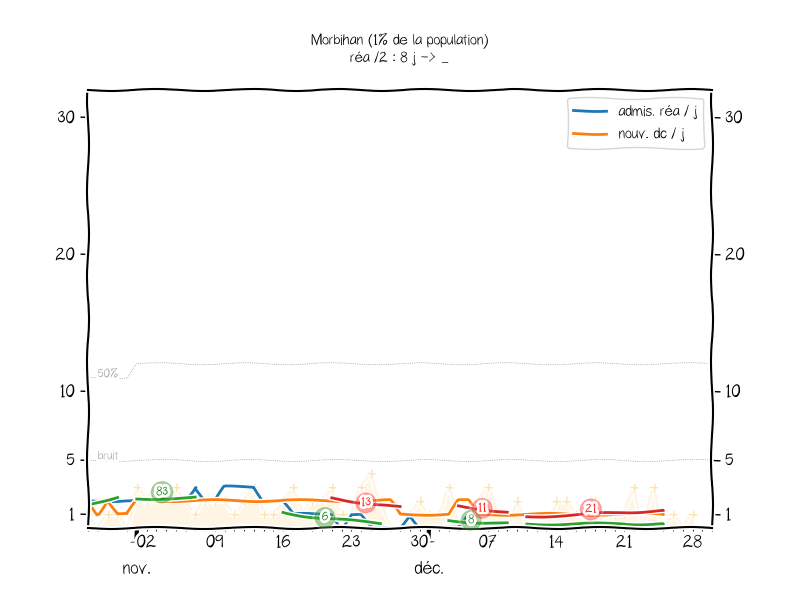 Morbihan (1% de la population)
réa /2 : 8 j -> _
admis. réa / j
nouv. dc / j
30 30
20 20
50%
10 10
bruit
5 5
83
13
6
11
8
21
1 1
02 09 16 23 30 07 14 21 28
nov. déc.